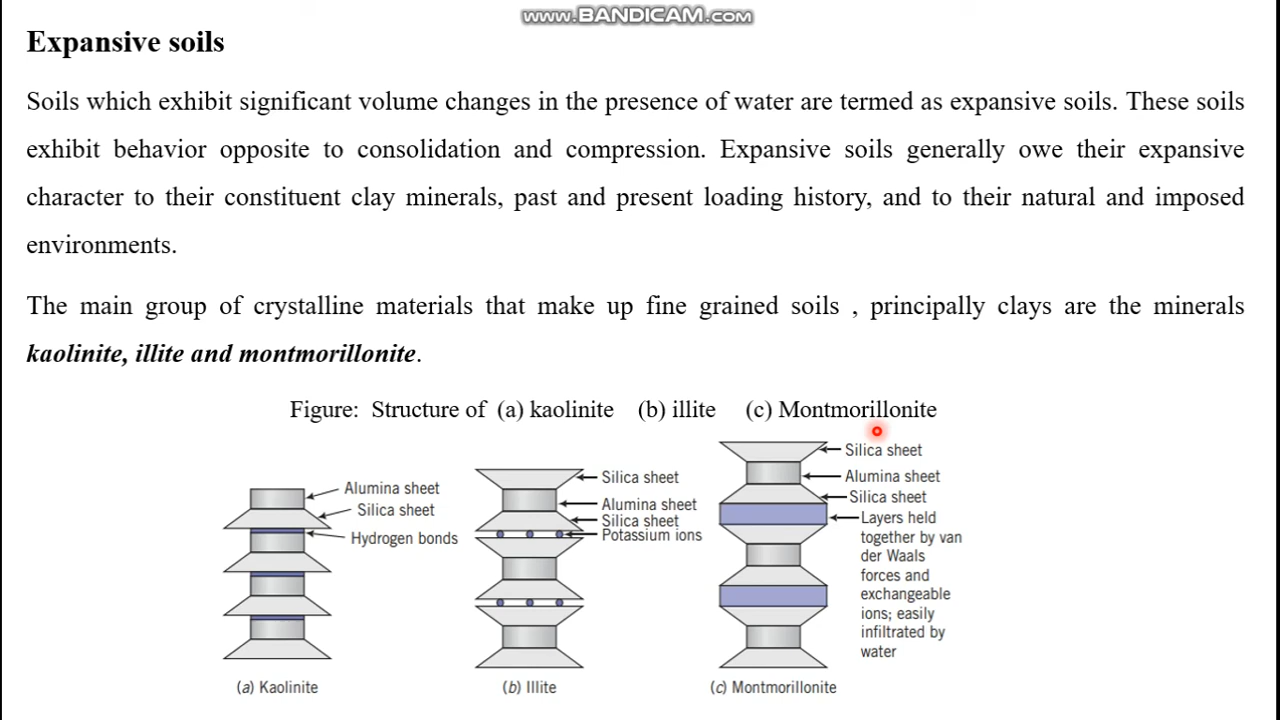 www.BANDICAM.com
Expansive soils
Soils which exhibit significant volume changes in the presence of water are termed as expansive soils. These soils
exhibit behavior opposite to consolidation and compression. Expansive soils generally owe their expansive
character to their constituent clay minerals, past and present loading history, and to their natural and imposed
environments.
The main group of crystalline materials that make up fine grained soils , principally clays are the minerals
kaolinite, illite and montmorillonite.
Figure: Structure of (a) kaolinite (b) illite (c) Montmorillonite
Alumina sheet
Silica sheet
Hydrogen bonds
(a) Kaolinite
Silica sheet
Alumina sheet
Silica sheet
Potassium ions
(b) Illite
Silica sheet
Alumina sheet
Silica sheet
Layers held
together by van
der Waals
forces and
exchangeable
ions; easily
infiltrated by
water
(c) Montmorillonite